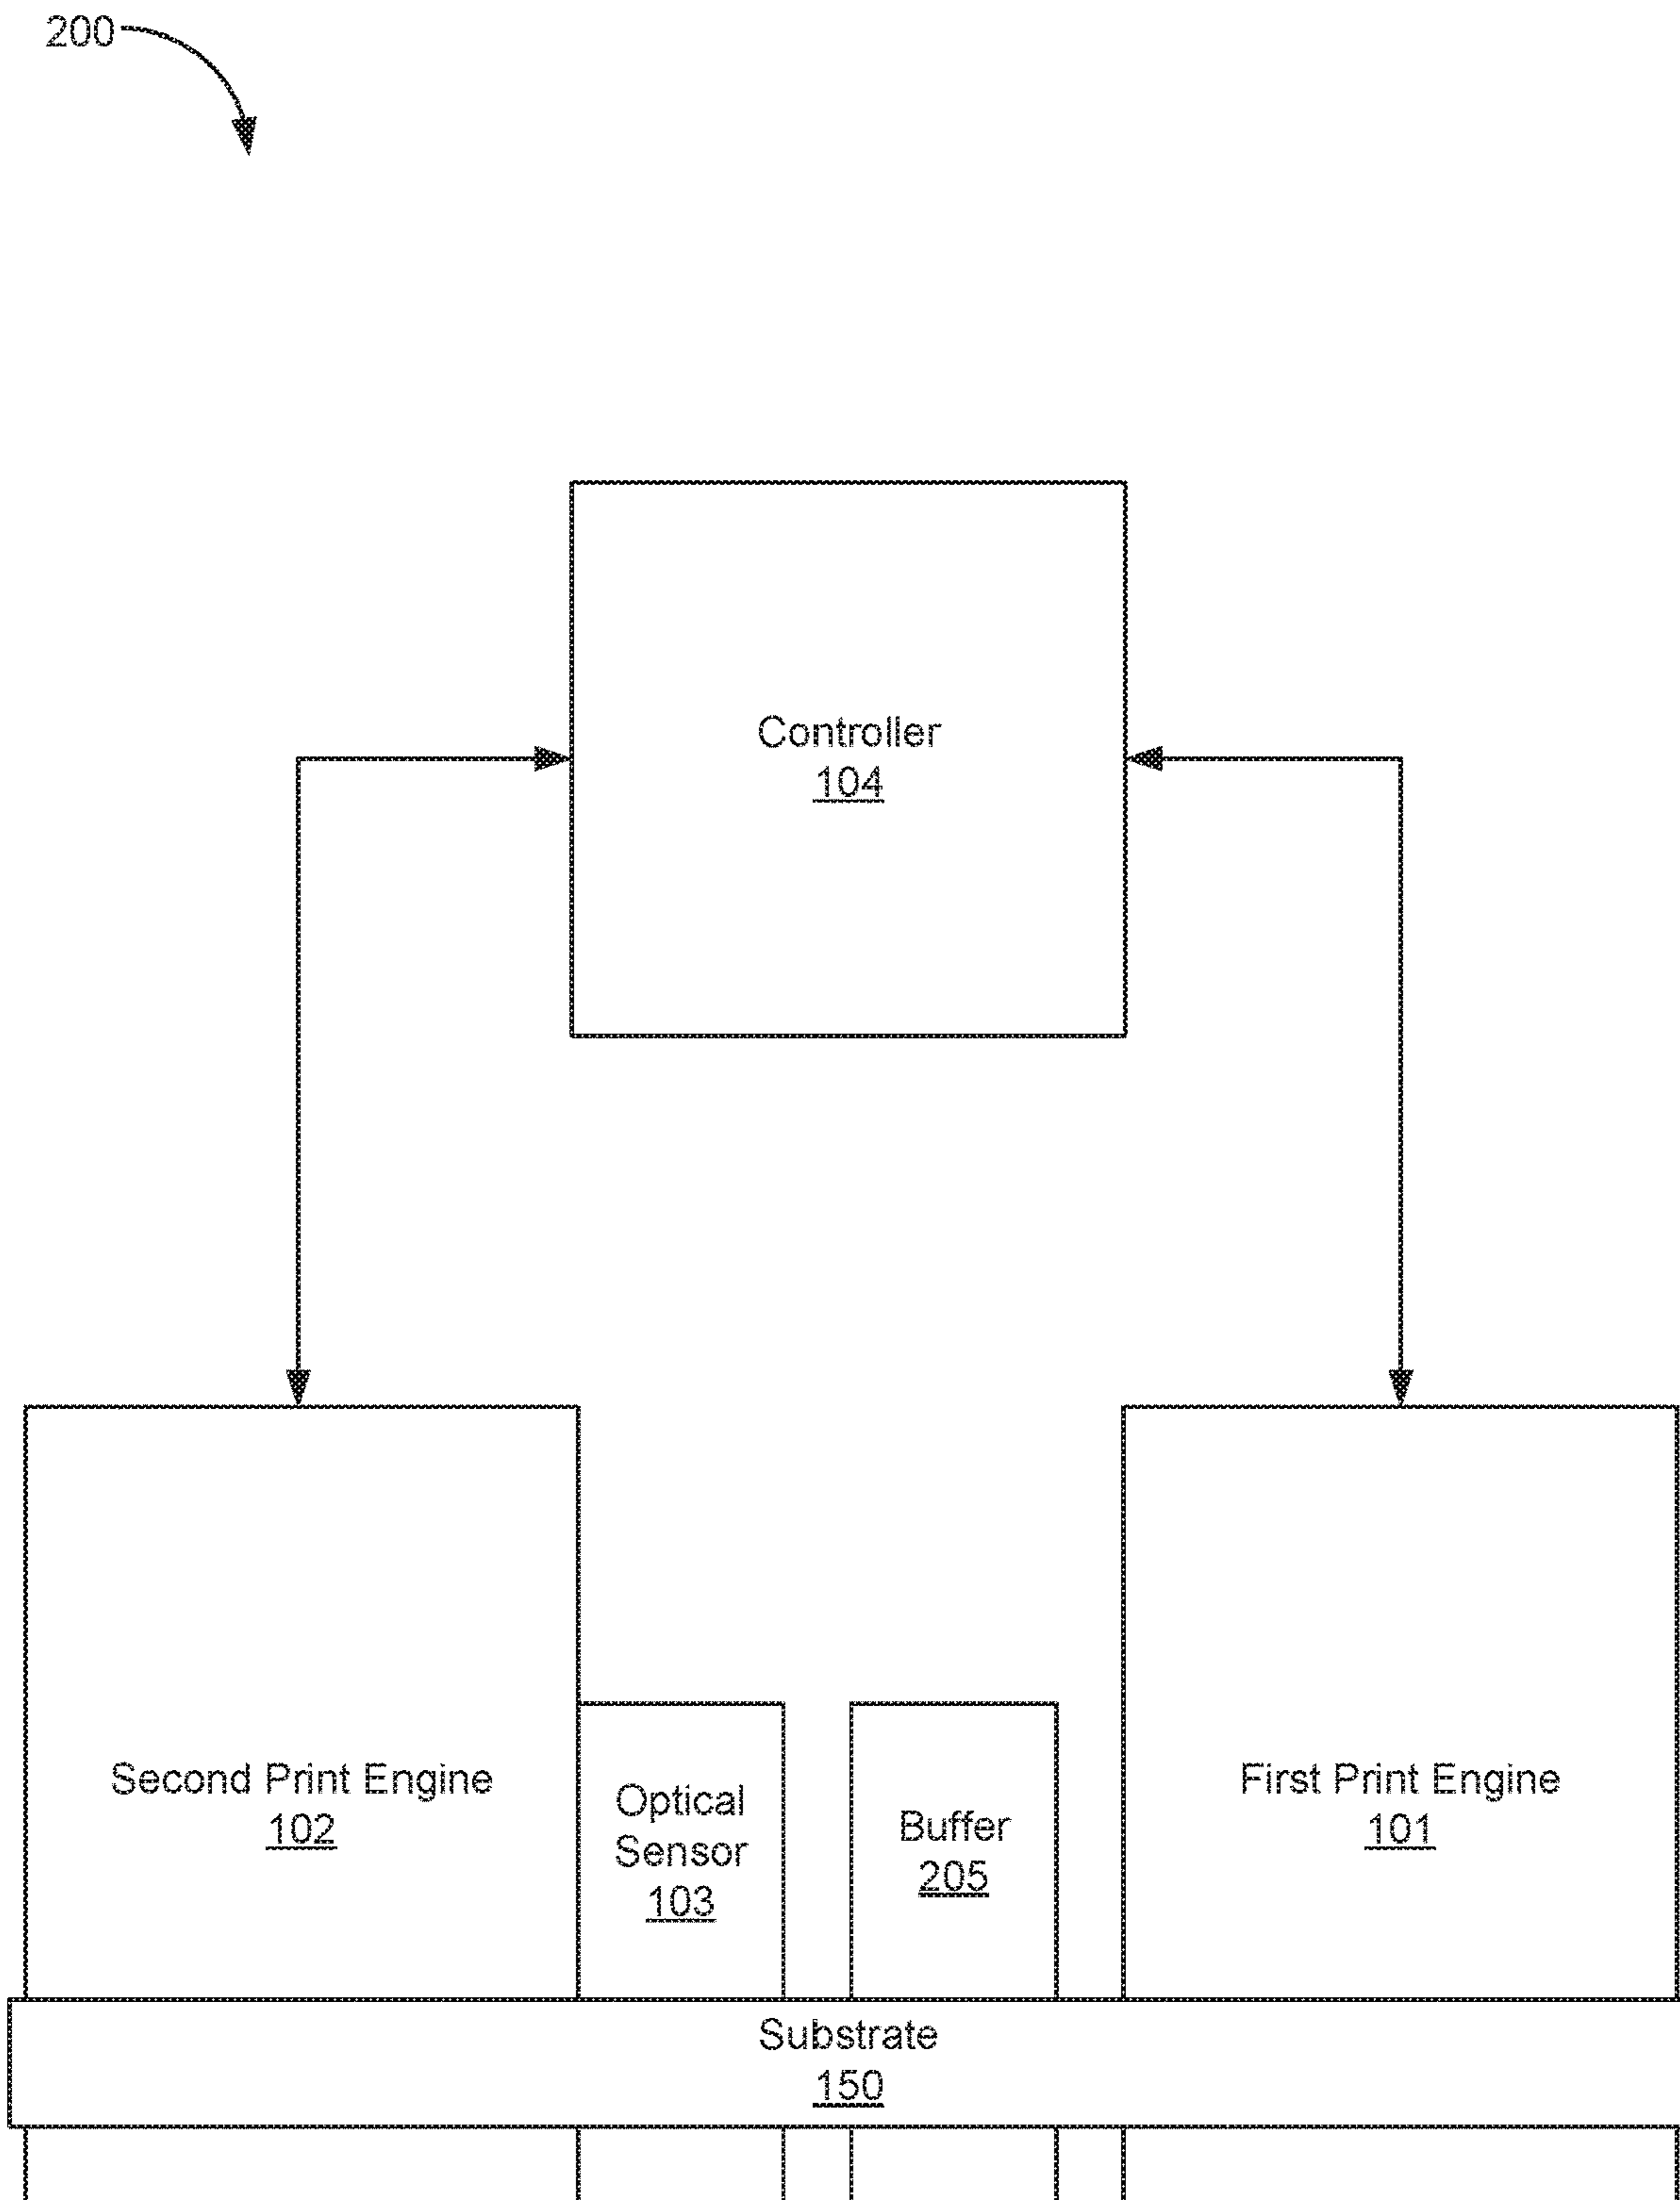 200
Controller
104
Second Print Engine
102
Optical
Sensor
103
Buffer
205
First Print Engine
101
Substrate
150